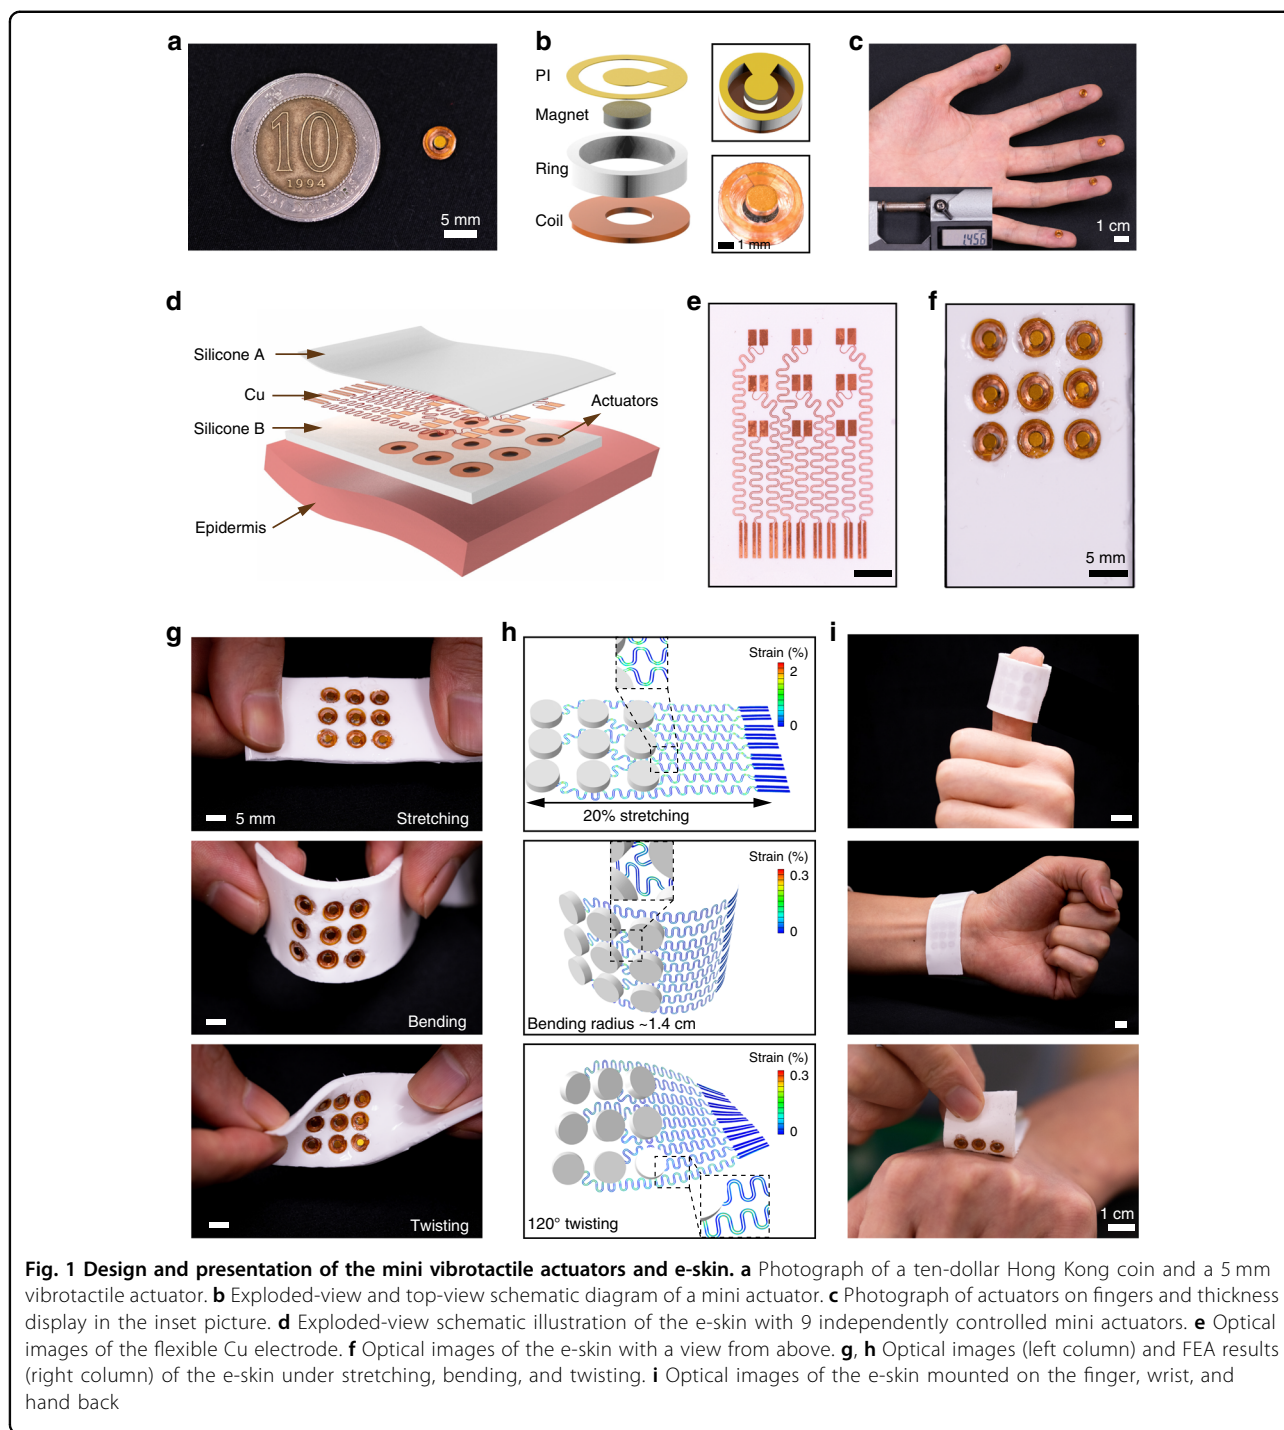 a
b
c
10
1994
5 mm
PI
Magnet
Ring
Coil
1 mm
1.456
1 cm
d
e
f
Silicone A
Cu
Silicone B
Actuators
Epidermis
5 mm
g
h
i
5 mm
Stretching
Strain (%)
2
0
20% stretching
Bending
Strain (%)
0.3
0
Bending radius ~1.4 cm
Twisting
Strain (%)
0.3
0
120° twisting
1 cm
Fig. 1 Design and presentation of the mini vibrotactile actuators and e-skin. a Photograph of a ten-dollar Hong Kong coin and a 5 mm
vibrotactile actuator. b Exploded-view and top-view schematic diagram of a mini actuator. c Photograph of actuators on fingers and thickness
display in the inset picture. d Exploded-view schematic illustration of the e-skin with 9 independently controlled mini actuators. e Optical
images of the flexible Cu electrode. f Optical images of the e-skin with a view from above. g, h Optical images (left column) and FEA results
(right column) of the e-skin under stretching, bending, and twisting. i Optical images of the e-skin mounted on the finger, wrist, and
hand back